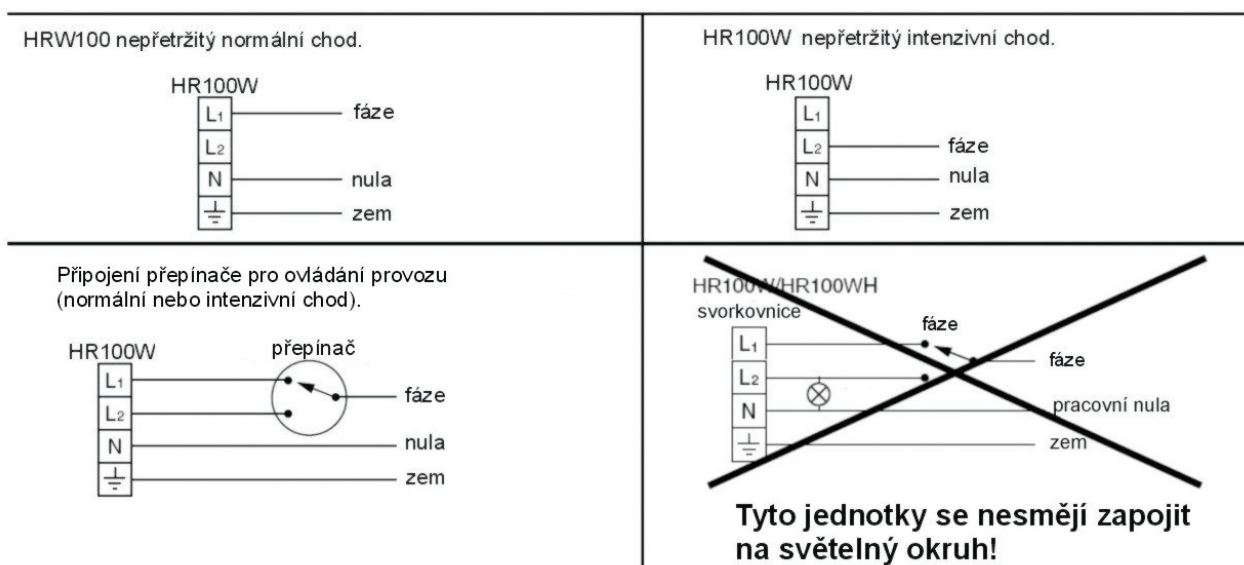 HRW100 nepřetržitý normální chod.
HR100W
L1
fáze
L2
N
nula
zem
HR100W nepřetržitý intenzivní chod.
HR100W
L1
L2
fáze
N
nula
zem
Připojení přepínače pro ovládání provozu
(normální nebo intenzivní chod).
HR100W
přepínač
L1
fáze
L2
N
nula
zem
HR100W/HR100WH
svorkovnice
fáze
L1
fáze
L2
N
pracovní nula
zem
Tyto jednotky se nesmějí zapojit
na světelný okruh!